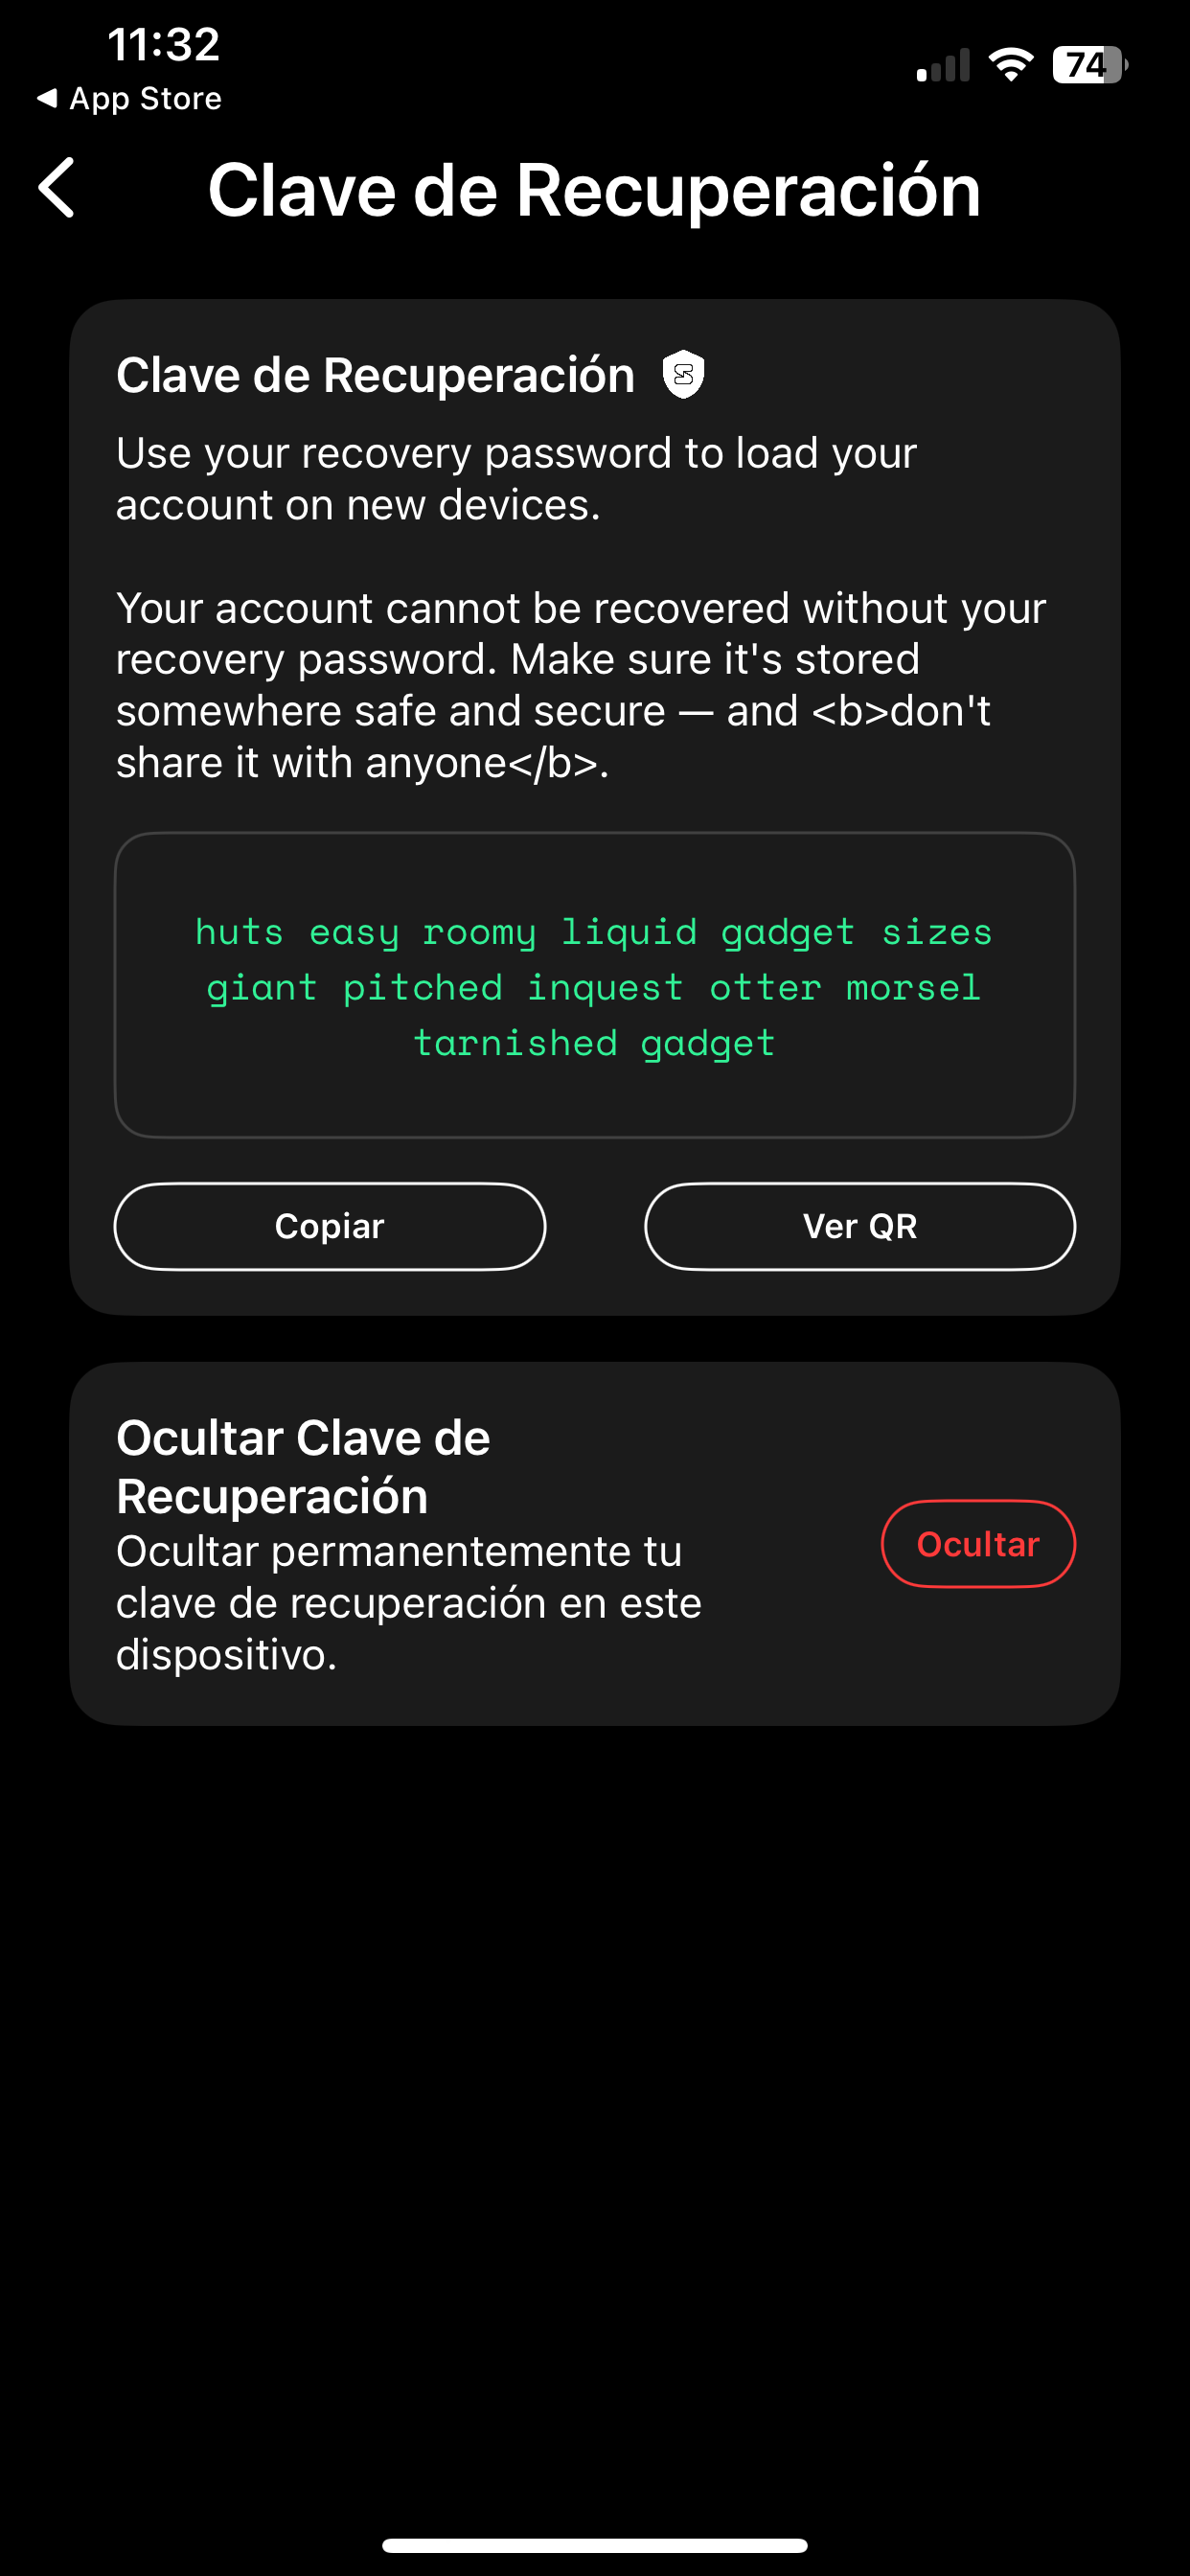 11:32
74
◀ App Store
Clave de Recuperación
Clave de Recuperación
Use your recovery password to load your
account on new devices.
Your account cannot be recovered without your
recovery password. Make sure it's stored
somewhere safe and secure — and <b>don't
share it with anyone</b>.
huts easy roomy liquid gadget sizes
giant pitched inquest otter morsel
tarnished gadget
Copiar
Ver QR
Ocultar Clave de
Recuperación
Ocultar permanentemente tu
clave de recuperación en este
dispositivo.
Ocultar